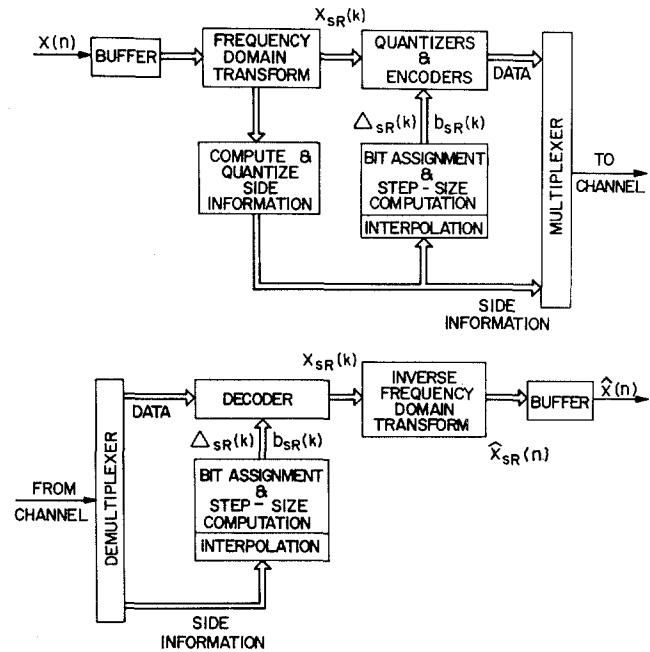 X(n)
BUFFER
FREQUENCY
DOMAIN
TRANSFORM
X_SR(k)
QUANTIZERS
&
ENCODERS
DATA
COMPUTE &
QUANTIZE
SIDE
INFORMATION
Δ_SR(k) b_SR(k)
BIT ASSIGNMENT
&
STEP-SIZE
COMPUTATION
INTERPOLATION
MULTIPLEXER
TO
CHANNEL
SIDE
INFORMATION
FROM
CHANNEL
DEMULTIPLEXER
DATA
DECODER
X_SR(k)
INVERSE
FREQUENCY
DOMAIN
TRANSFORM
x̂_SR(n)
BUFFER
x̂(n)
Δ_SR(k) b_SR(k)
BIT ASSIGNMENT
&
STEP-SIZE
COMPUTATION
INTERPOLATION
SIDE
INFORMATION